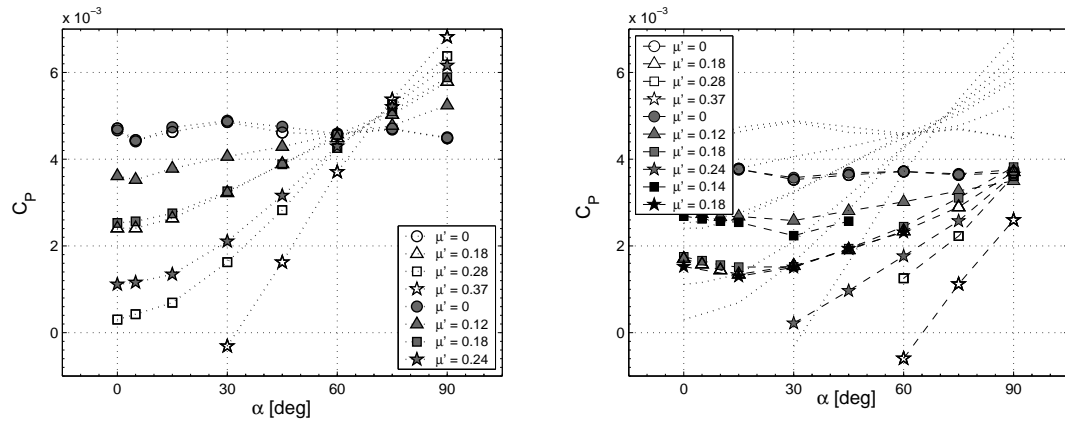 x 10⁻³
6
4
2
0
C_P
0
30
60
90
α [deg]
μ' = 0
μ' = 0.18
μ' = 0.28
μ' = 0.37
μ' = 0
μ' = 0.12
μ' = 0.18
μ' = 0.24
x 10⁻³
6
4
2
0
C_P
0
30
60
90
α [deg]
μ' = 0
μ' = 0.18
μ' = 0.28
μ' = 0.37
μ' = 0
μ' = 0.12
μ' = 0.18
μ' = 0.24
μ' = 0.14
μ' = 0.18